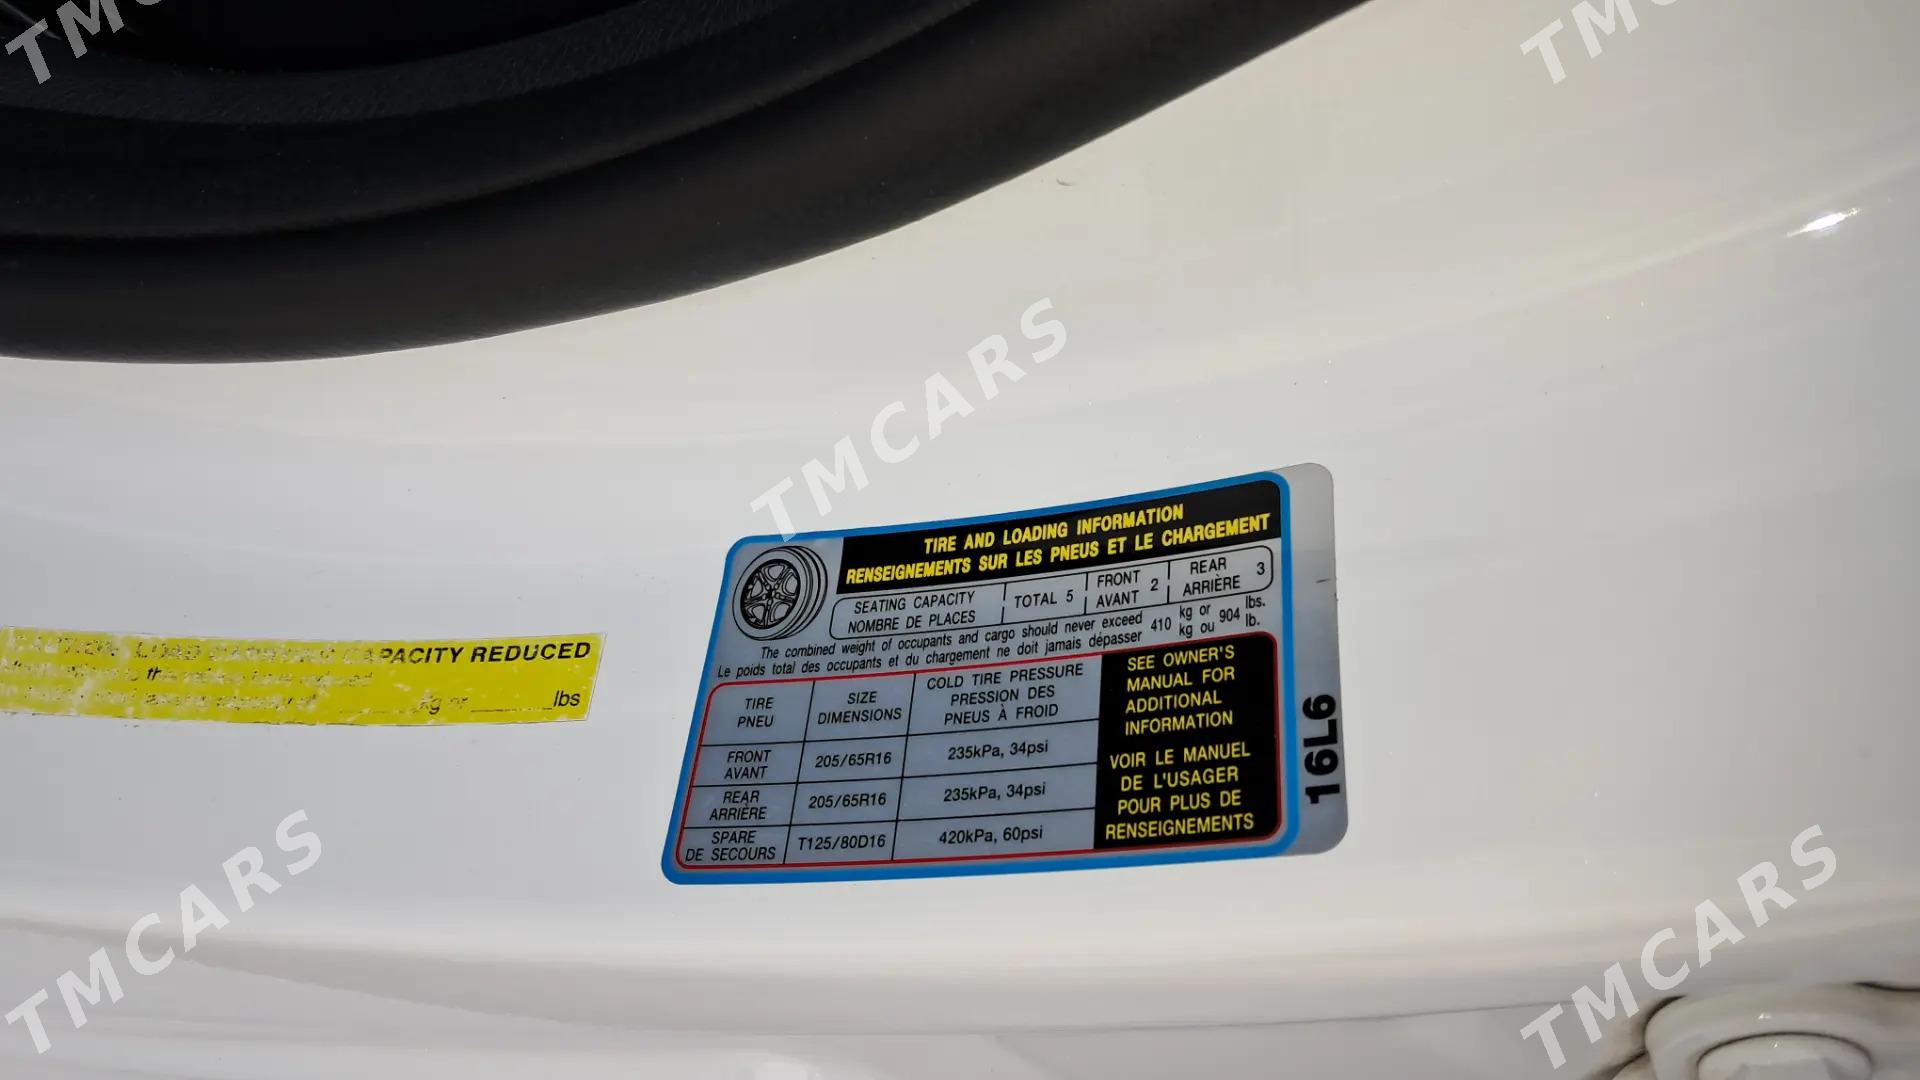 TMCARS
TMCARS
TIRE AND LOADING INFORMATION
RENSEIGNEMENTS SUR LES PNEUS ET LE CHARGEMENT
SEATING CAPACITY
NOMBRE DE PLACES
TOTAL 5
FRONT
AVANT
2
REAR
ARRIÈRE
3
The combined weight of occupants and cargo should never exceed 410 kg or 904 lbs.
Le poids total des occupants et du chargement ne doit jamais dépasser 410 kg ou 904 lb.
TIRE
PNEU
SIZE
DIMENSIONS
COLD TIRE PRESSURE
PRESSION DES
PNEUS À FROID
FRONT
AVANT
205/65R16
235kPa, 34psi
REAR
ARRIÈRE
205/65R16
235kPa, 34psi
SPARE
DE SECOURS
T125/80D16
420kPa, 60psi
SEE OWNER'S
MANUAL FOR
ADDITIONAL
INFORMATION
VOIR LE MANUEL
DE L'USAGER
POUR PLUS DE
RENSEIGNEMENTS
16L6
CAPACITY REDUCED
kg or lbs
TMCARS
TMCARS
TMCARS